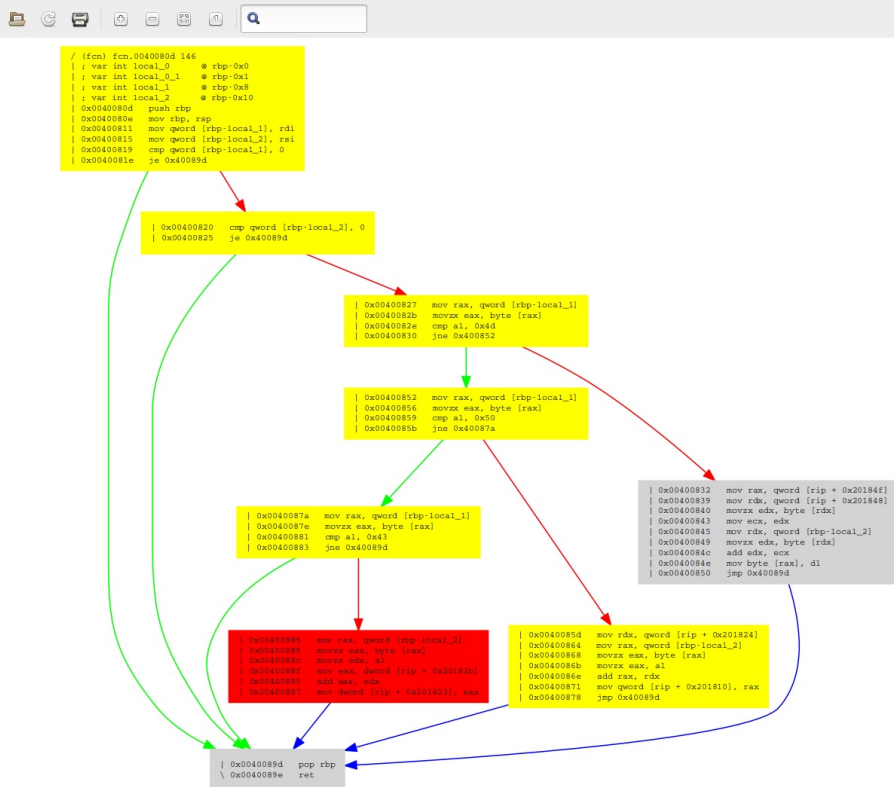 / (fcn) fcn.0040080d 146
| ; var int local_0 @ rbp-0x0
| ; var int local_0_1 @ rbp-0x1
| ; var int local_1 @ rbp-0x8
| ; var int local_2 @ rbp-0x10
| 0x0040080d push rbp
| 0x0040080e mov rbp, rsp
| 0x00400811 mov qword [rbp-local_1], rdi
| 0x00400815 mov qword [rbp-local_2], rsi
| 0x00400819 cmp qword [rbp-local_1], 0
| 0x0040081e je 0x40089d
| 0x00400820 cmp qword [rbp-local_2], 0
| 0x00400825 je 0x40089d
| 0x00400827 mov rax, qword [rbp-local_1]
| 0x0040082b movzx eax, byte [rax]
| 0x0040082e cmp al, 0x4d
| 0x00400830 jne 0x400852
| 0x00400852 mov rax, qword [rbp-local_1]
| 0x00400856 movzx eax, byte [rax]
| 0x00400859 cmp al, 0x50
| 0x0040085b jne 0x40087a
| 0x00400832 mov rax, qword [rip + 0x20184f]
| 0x00400839 mov rdx, qword [rip + 0x201848]
| 0x00400840 movzx edx, byte [rdx]
| 0x00400843 mov ecx, edx
| 0x00400845 mov rdx, qword [rbp-local_2]
| 0x00400849 movzx edx, byte [rdx]
| 0x0040084c add edx, ecx
| 0x0040084e mov byte [rax], dl
| 0x00400850 jmp 0x40089d
| 0x0040087a mov rax, qword [rbp-local_1]
| 0x0040087e movzx eax, byte [rax]
| 0x00400881 cmp al, 0x43
| 0x00400883 jne 0x40089d
| 0x00400885 mov rax, qword [rbp-local_2]
| 0x00400889 movzx eax, byte [rax]
| 0x0040088c movzx edx, al
| 0x0040088f mov eax, dword [rip + 0x20182b]
| 0x00400895 add eax, edx
| 0x00400897 mov dword [rip + 0x201823], eax
| 0x0040085d mov rdx, qword [rip + 0x201824]
| 0x00400864 mov rax, qword [rbp-local_2]
| 0x00400868 movzx eax, byte [rax]
| 0x0040086b movzx eax, al
| 0x0040086e add rax, rdx
| 0x00400871 mov qword [rip + 0x201810], rax
| 0x00400878 jmp 0x40089d
| 0x0040089d pop rbp
\ 0x0040089e ret